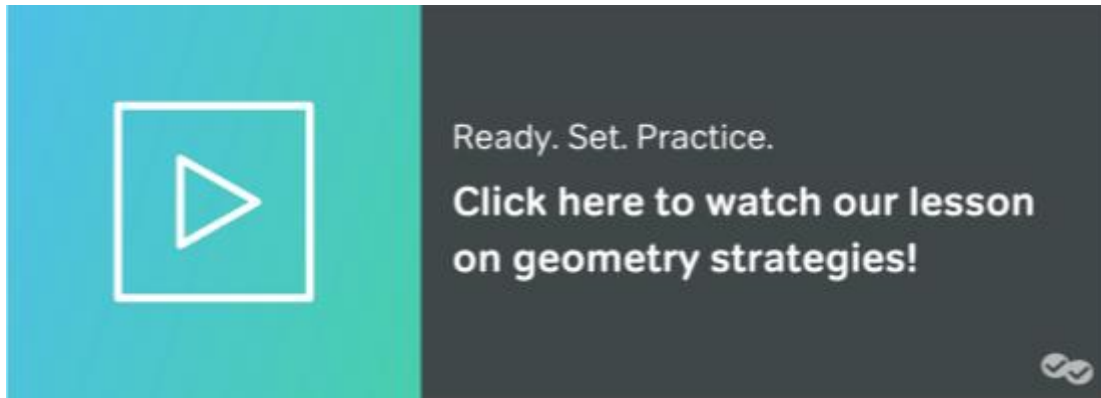 Ready. Set. Practice.
Click here to watch our lesson
on geometry strategies!